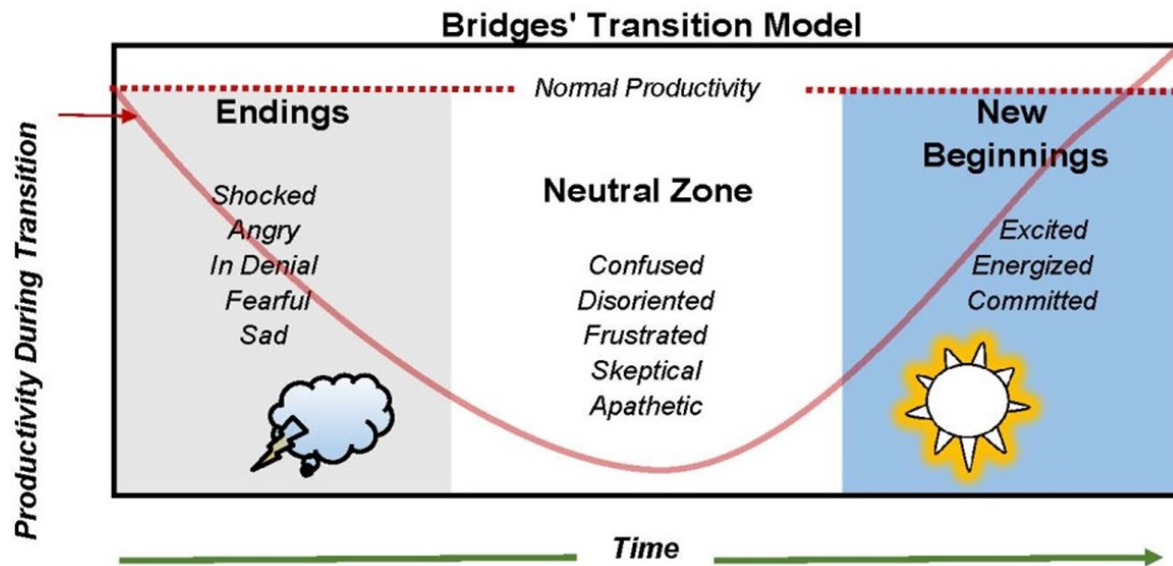 Bridges' Transition Model
Normal Productivity
Productivity During Transition
Endings
Shocked
Angry
In Denial
Fearful
Sad
Neutral Zone
Confused
Disoriented
Frustrated
Skeptical
Apathetic
New
Beginnings
Excited
Energized
Committed
Time